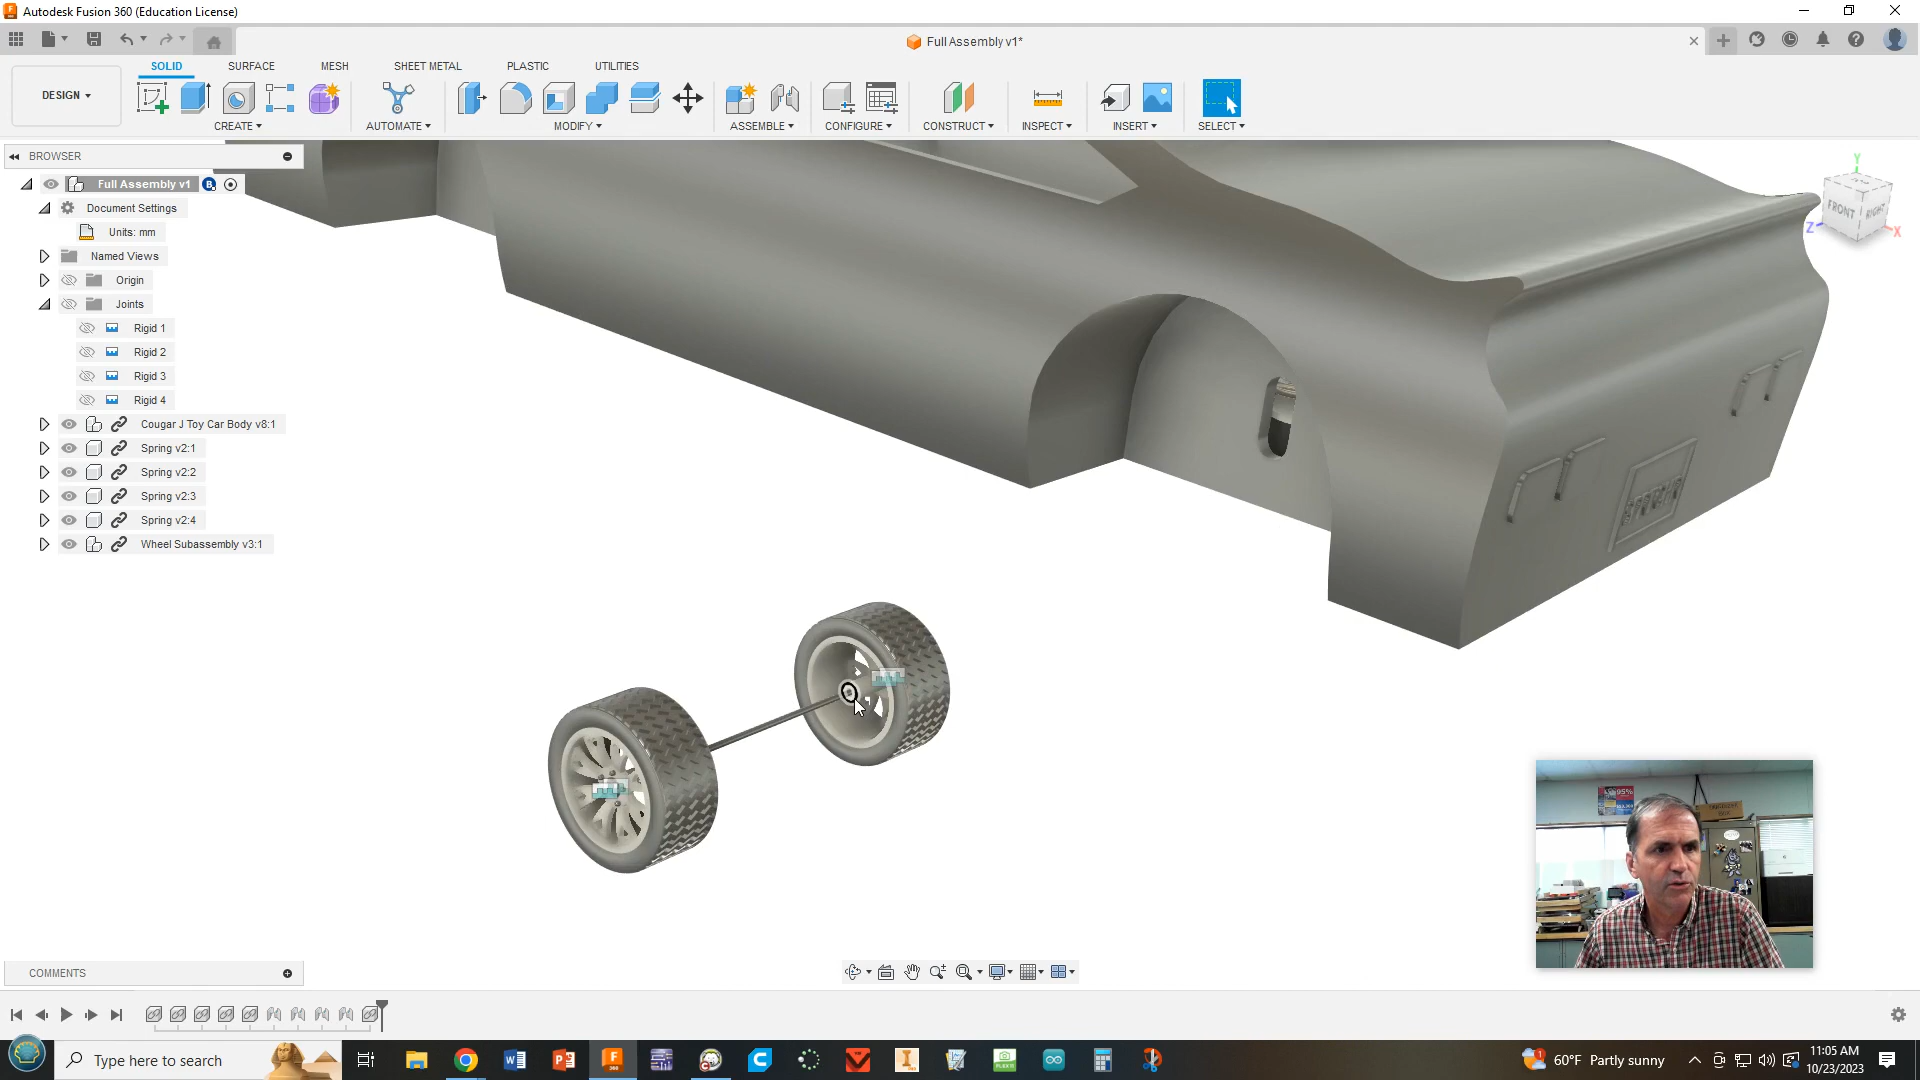 Autodesk Fusion 360 (Education License)
Full Assembly v1*
DESIGN
SOLID
SURFACE
MESH
SHEET METAL
PLASTIC
UTILITIES
CREATE
AUTOMATE
MODIFY
ASSEMBLE
CONFIGURE
CONSTRUCT
INSPECT
INSERT
SELECT
BROWSER
Full Assembly v1
Document Settings
Units: mm
Named Views
Origin
Joints
Rigid 1
Rigid 2
Rigid 3
Rigid 4
Cougar J Toy Car Body v8:1
Spring v2:1
Spring v2:2
Spring v2:3
Spring v2:4
Wheel Subassembly v3:1
Y
FRONT
RIGHT
Z
X
95%
COMMENTS
Type here to search
60°F Partly sunny
11:05 AM
10/23/2023